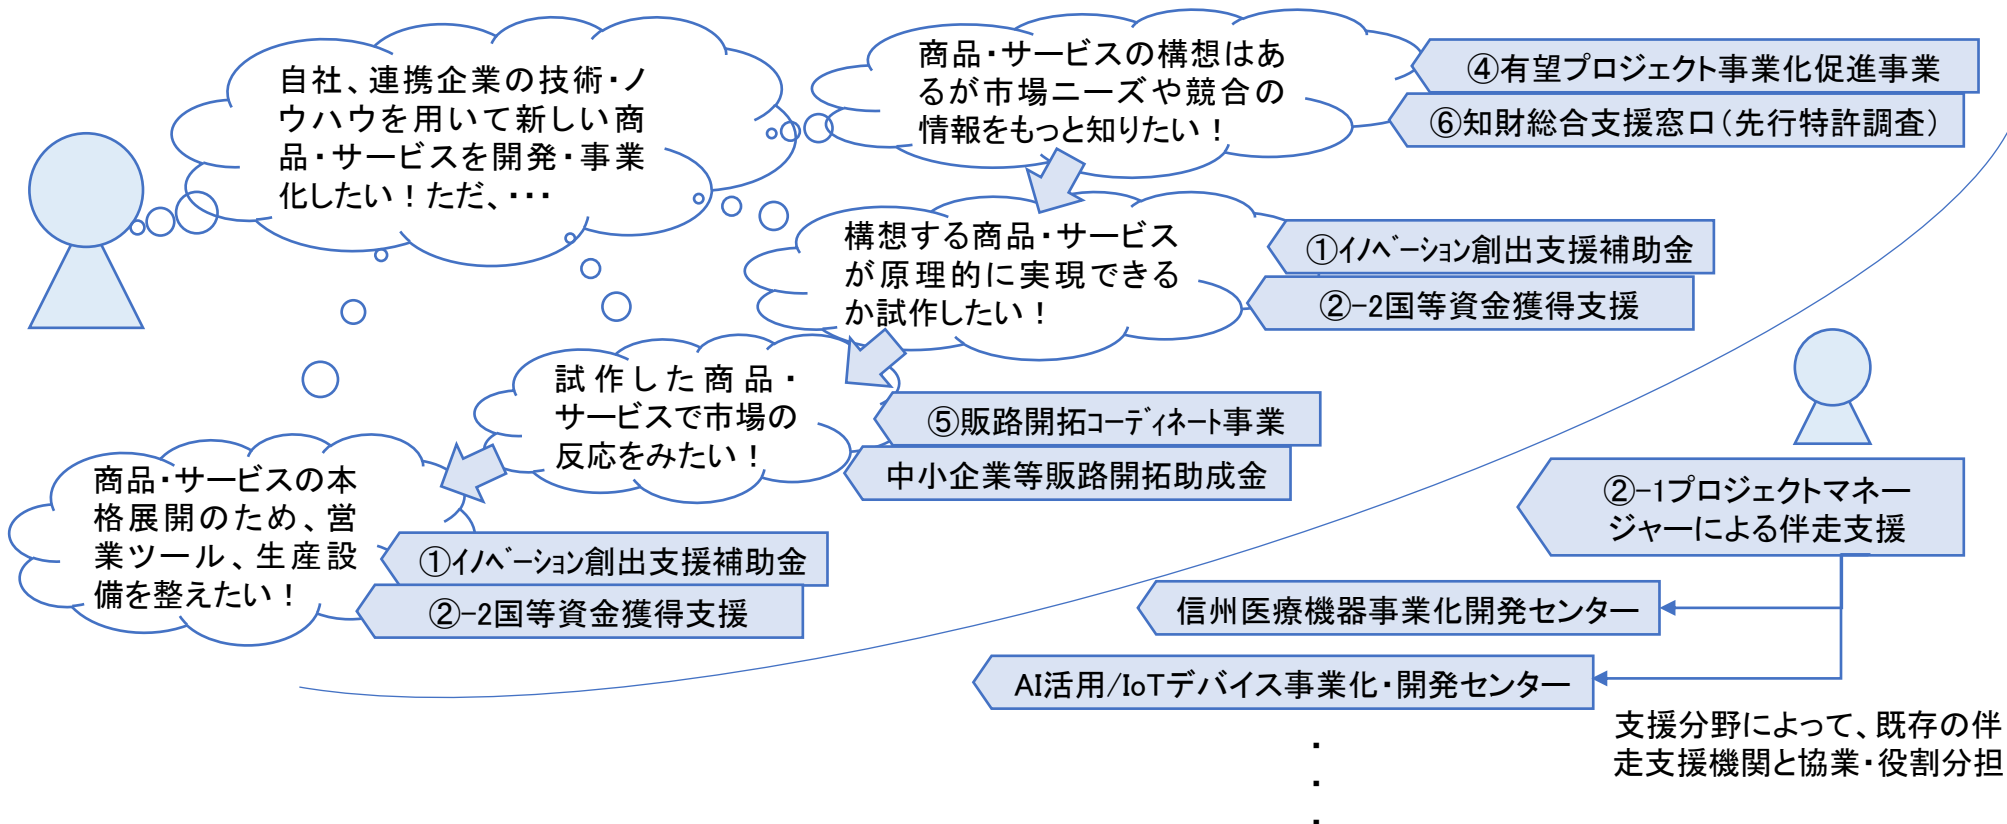 自社、連携企業の技術・ノ
ウハウを用いて新しい商
品・サービスを開発・事業
化したい！ただ、・・・
商品・サービスの構想はあ
るが市場ニーズや競合の
情報をもっと知りたい！
④有望プロジェクト事業化促進事業
⑥知財総合支援窓口（先行特許調査）
構想する商品・サービス
が原理的に実現できる
か試作したい！
①ｲﾉﾍﾞｰｼｮﾝ創出支援補助金
②-2国等資金獲得支援
試作した商品・
サービスで市場の
反応をみたい！
⑤販路開拓ｺｰﾃﾞｨﾈｰﾄ事業
中小企業等販路開拓助成金
商品・サービスの本
格展開のため、営
業ツール、生産設
備を整えたい！
①ｲﾉﾍﾞｰｼｮﾝ創出支援補助金
②-2国等資金獲得支援
②-1プロジェクトマネー
ジャーによる伴走支援
信州医療機器事業化開発センター
AI活用/IoTデバイス事業化・開発センター
支援分野によって、既存の伴
走支援機関と協業・役割分担
・
・
・